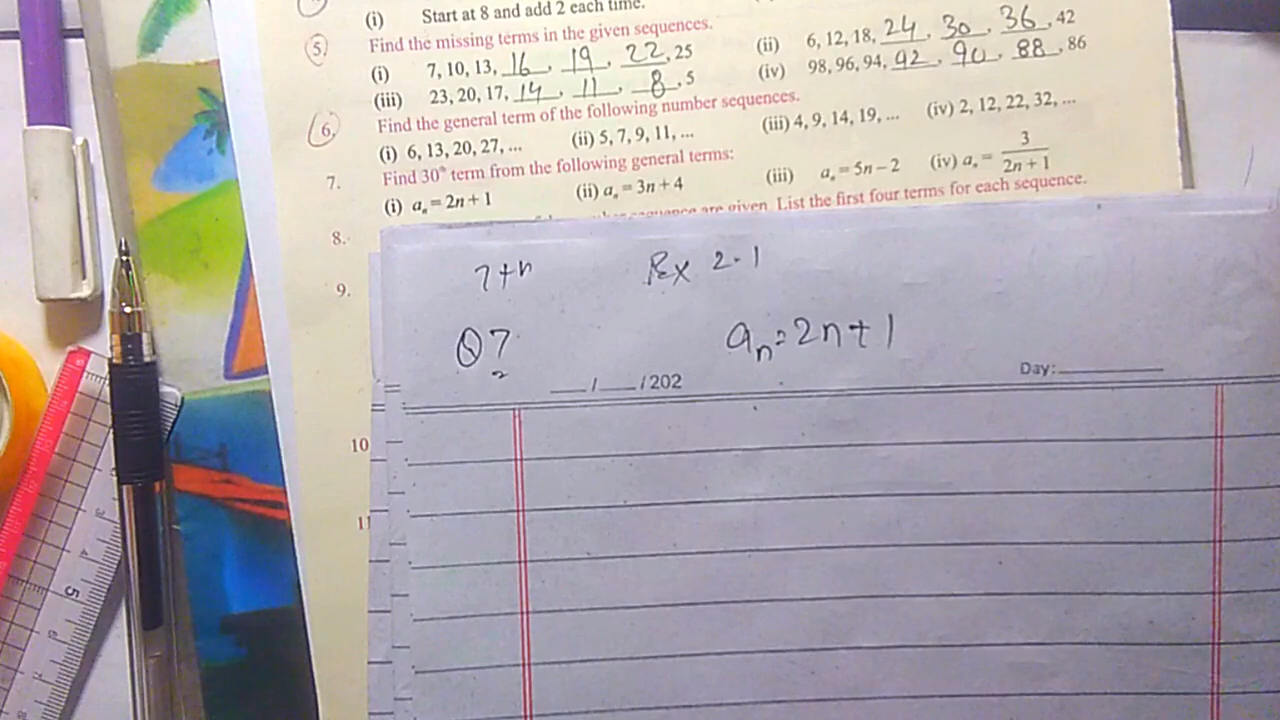 (i) Start at 8 and add 2 each time.
5. Find the missing terms in the given sequences.
(i) 7, 10, 13, 16, 19, 22, 25 (ii) 6, 12, 18, 24, 30, 36, 42
(iii) 23, 20, 17, 14, 11, 8, 5 (iv) 98, 96, 94, 92, 90, 88, 86
6. Find the general term of the following number sequences.
(i) 6, 13, 20, 27, ... (ii) 5, 7, 9, 11, ... (iii) 4, 9, 14, 19, ... (iv) 2, 12, 22, 32, ...
7. Find 30th term from the following general terms:
(i) aₙ = 2n + 1 (ii) aₙ = 3n + 4 (iii) aₙ = 5n − 2 (iv) aₙ = 3/(2n + 1)
8. are given. List the first four terms for each sequence.
9.
7th Ex 2.1
Q7 aₙ = 2n + 1
__/__/202 Day:
10
11
5